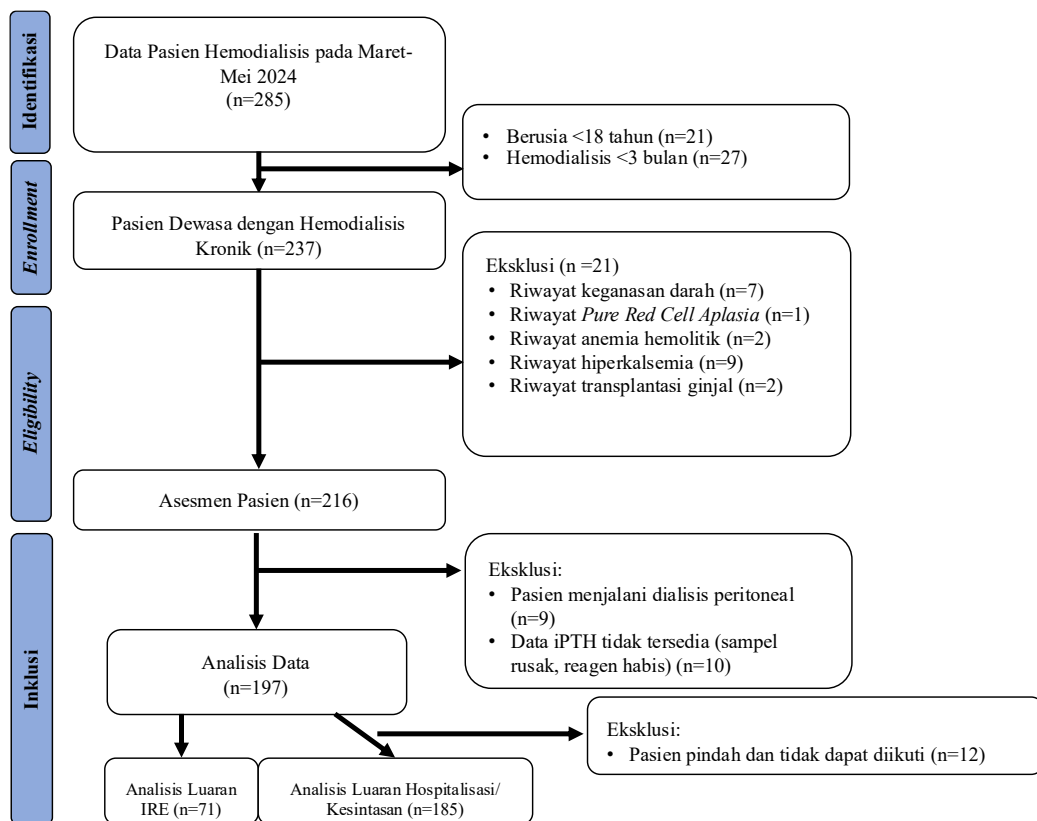 Identifikasi
Data Pasien Hemodialisis pada Maret-
Mei 2024
(n=285)
• Berusia <18 tahun (n=21)
• Hemodialisis <3 bulan (n=27)
Enrollment
Pasien Dewasa dengan Hemodialisis
Kronik (n=237)
Eksklusi (n =21)
• Riwayat keganasan darah (n=7)
• Riwayat Pure Red Cell Aplasia (n=1)
• Riwayat anemia hemolitik (n=2)
• Riwayat hiperkalsemia (n=9)
• Riwayat transplantasi ginjal (n=2)
Eligibility
Asesmen Pasien (n=216)
Inklusi
Eksklusi:
• Pasien menjalani dialisis peritoneal
(n=9)
• Data iPTH tidak tersedia (sampel
rusak, reagen habis) (n=10)
Analisis Data
(n=197)
Eksklusi:
• Pasien pindah dan tidak dapat diikuti (n=12)
Analisis Luaran
IRE (n=71)
Analisis Luaran Hospitalisasi/
Kesintasan (n=185)